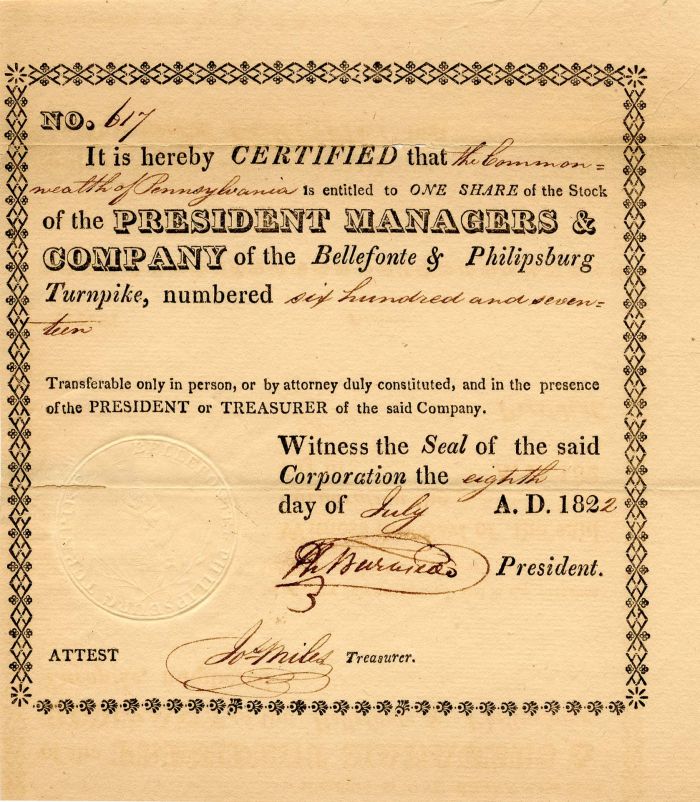 NO. 617
It is hereby CERTIFIED that the Common=
wealth of Pennsylvania is entitled to ONE SHARE of the Stock
of the PRESIDENT MANAGERS &
COMPANY of the Bellefonte & Philipsburg
Turnpike, numbered six hundred and seven=
teen
Transferable only in person, or by attorney duly constituted, and in the presence
of the PRESIDENT or TREASURER of the said Company.
Witness the Seal of the said
Corporation the eighth
day of July A. D. 1822
President.
ATTEST Jos Miles Treasurer.